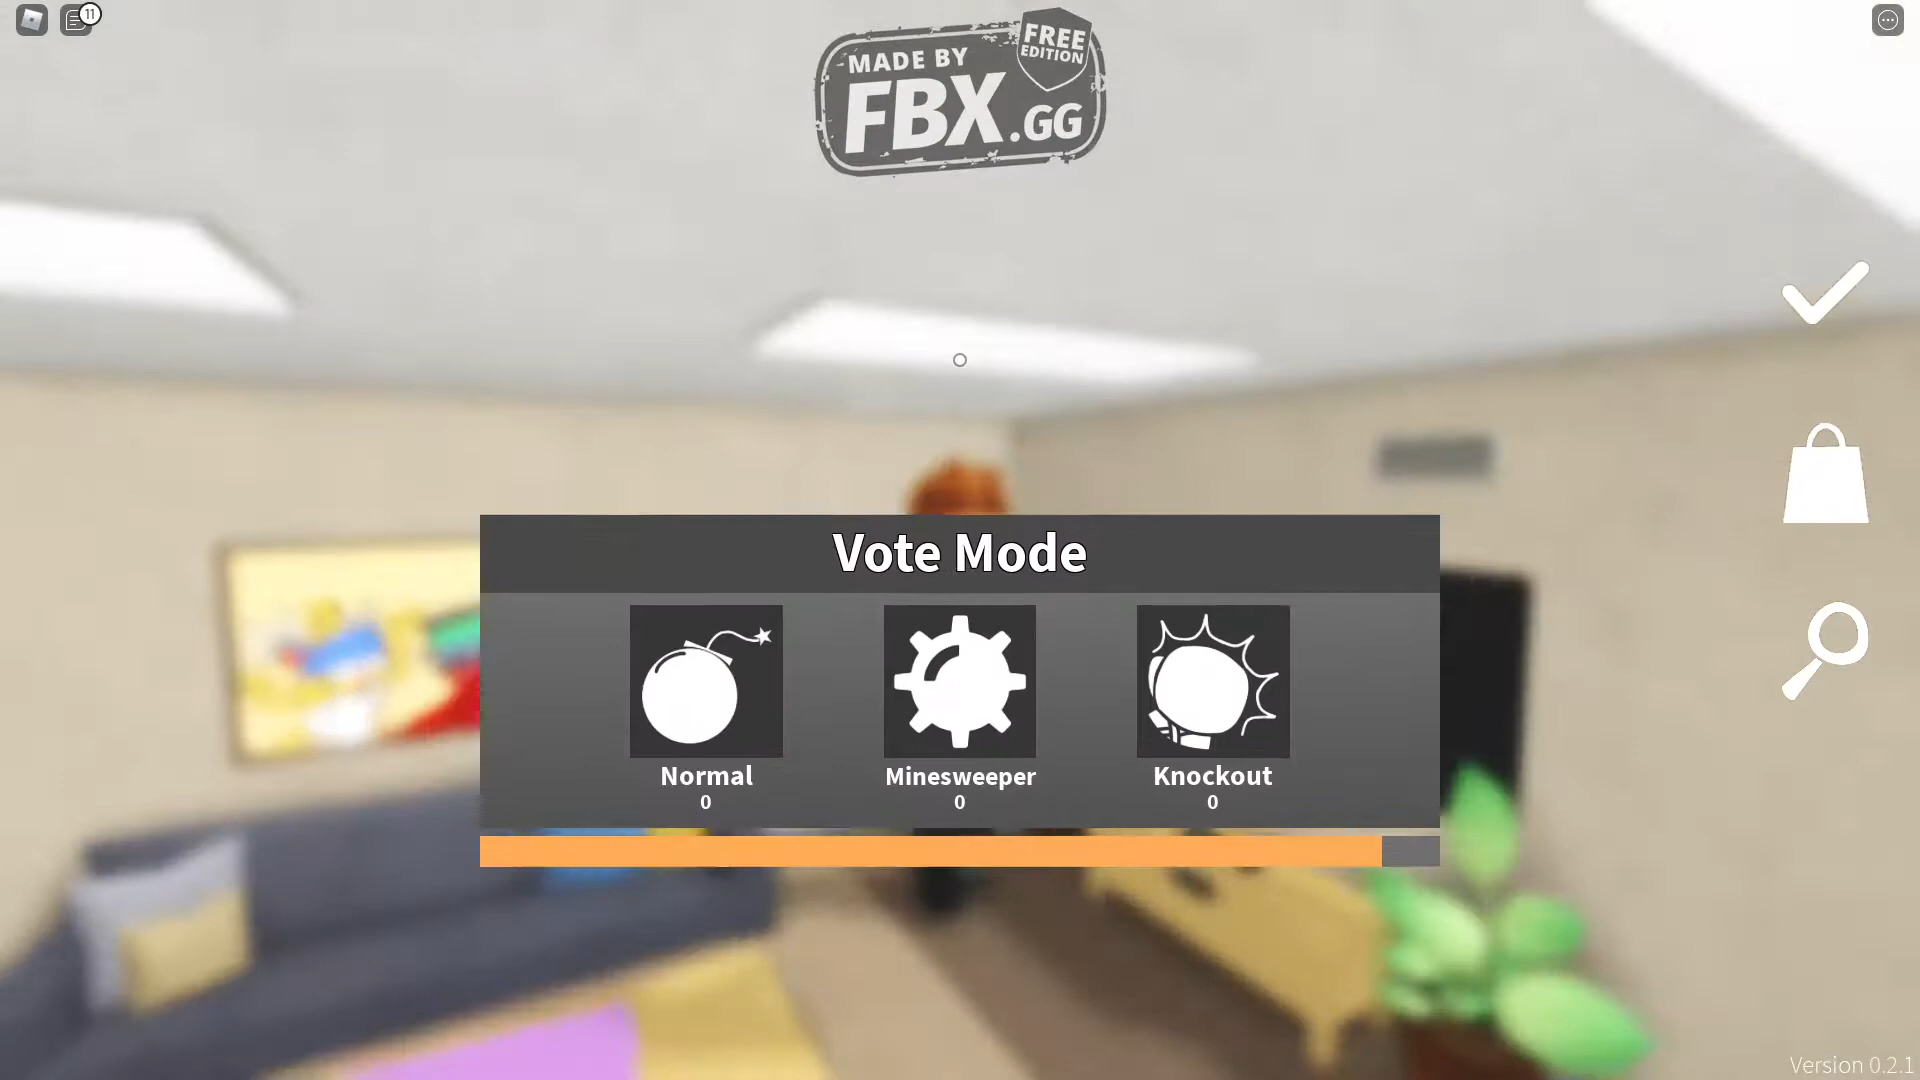 11
MADE BY
FREE
EDITION
FBX.GG
Vote Mode
Normal
0
Minesweeper
0
Knockout
0
Version 0.2.1